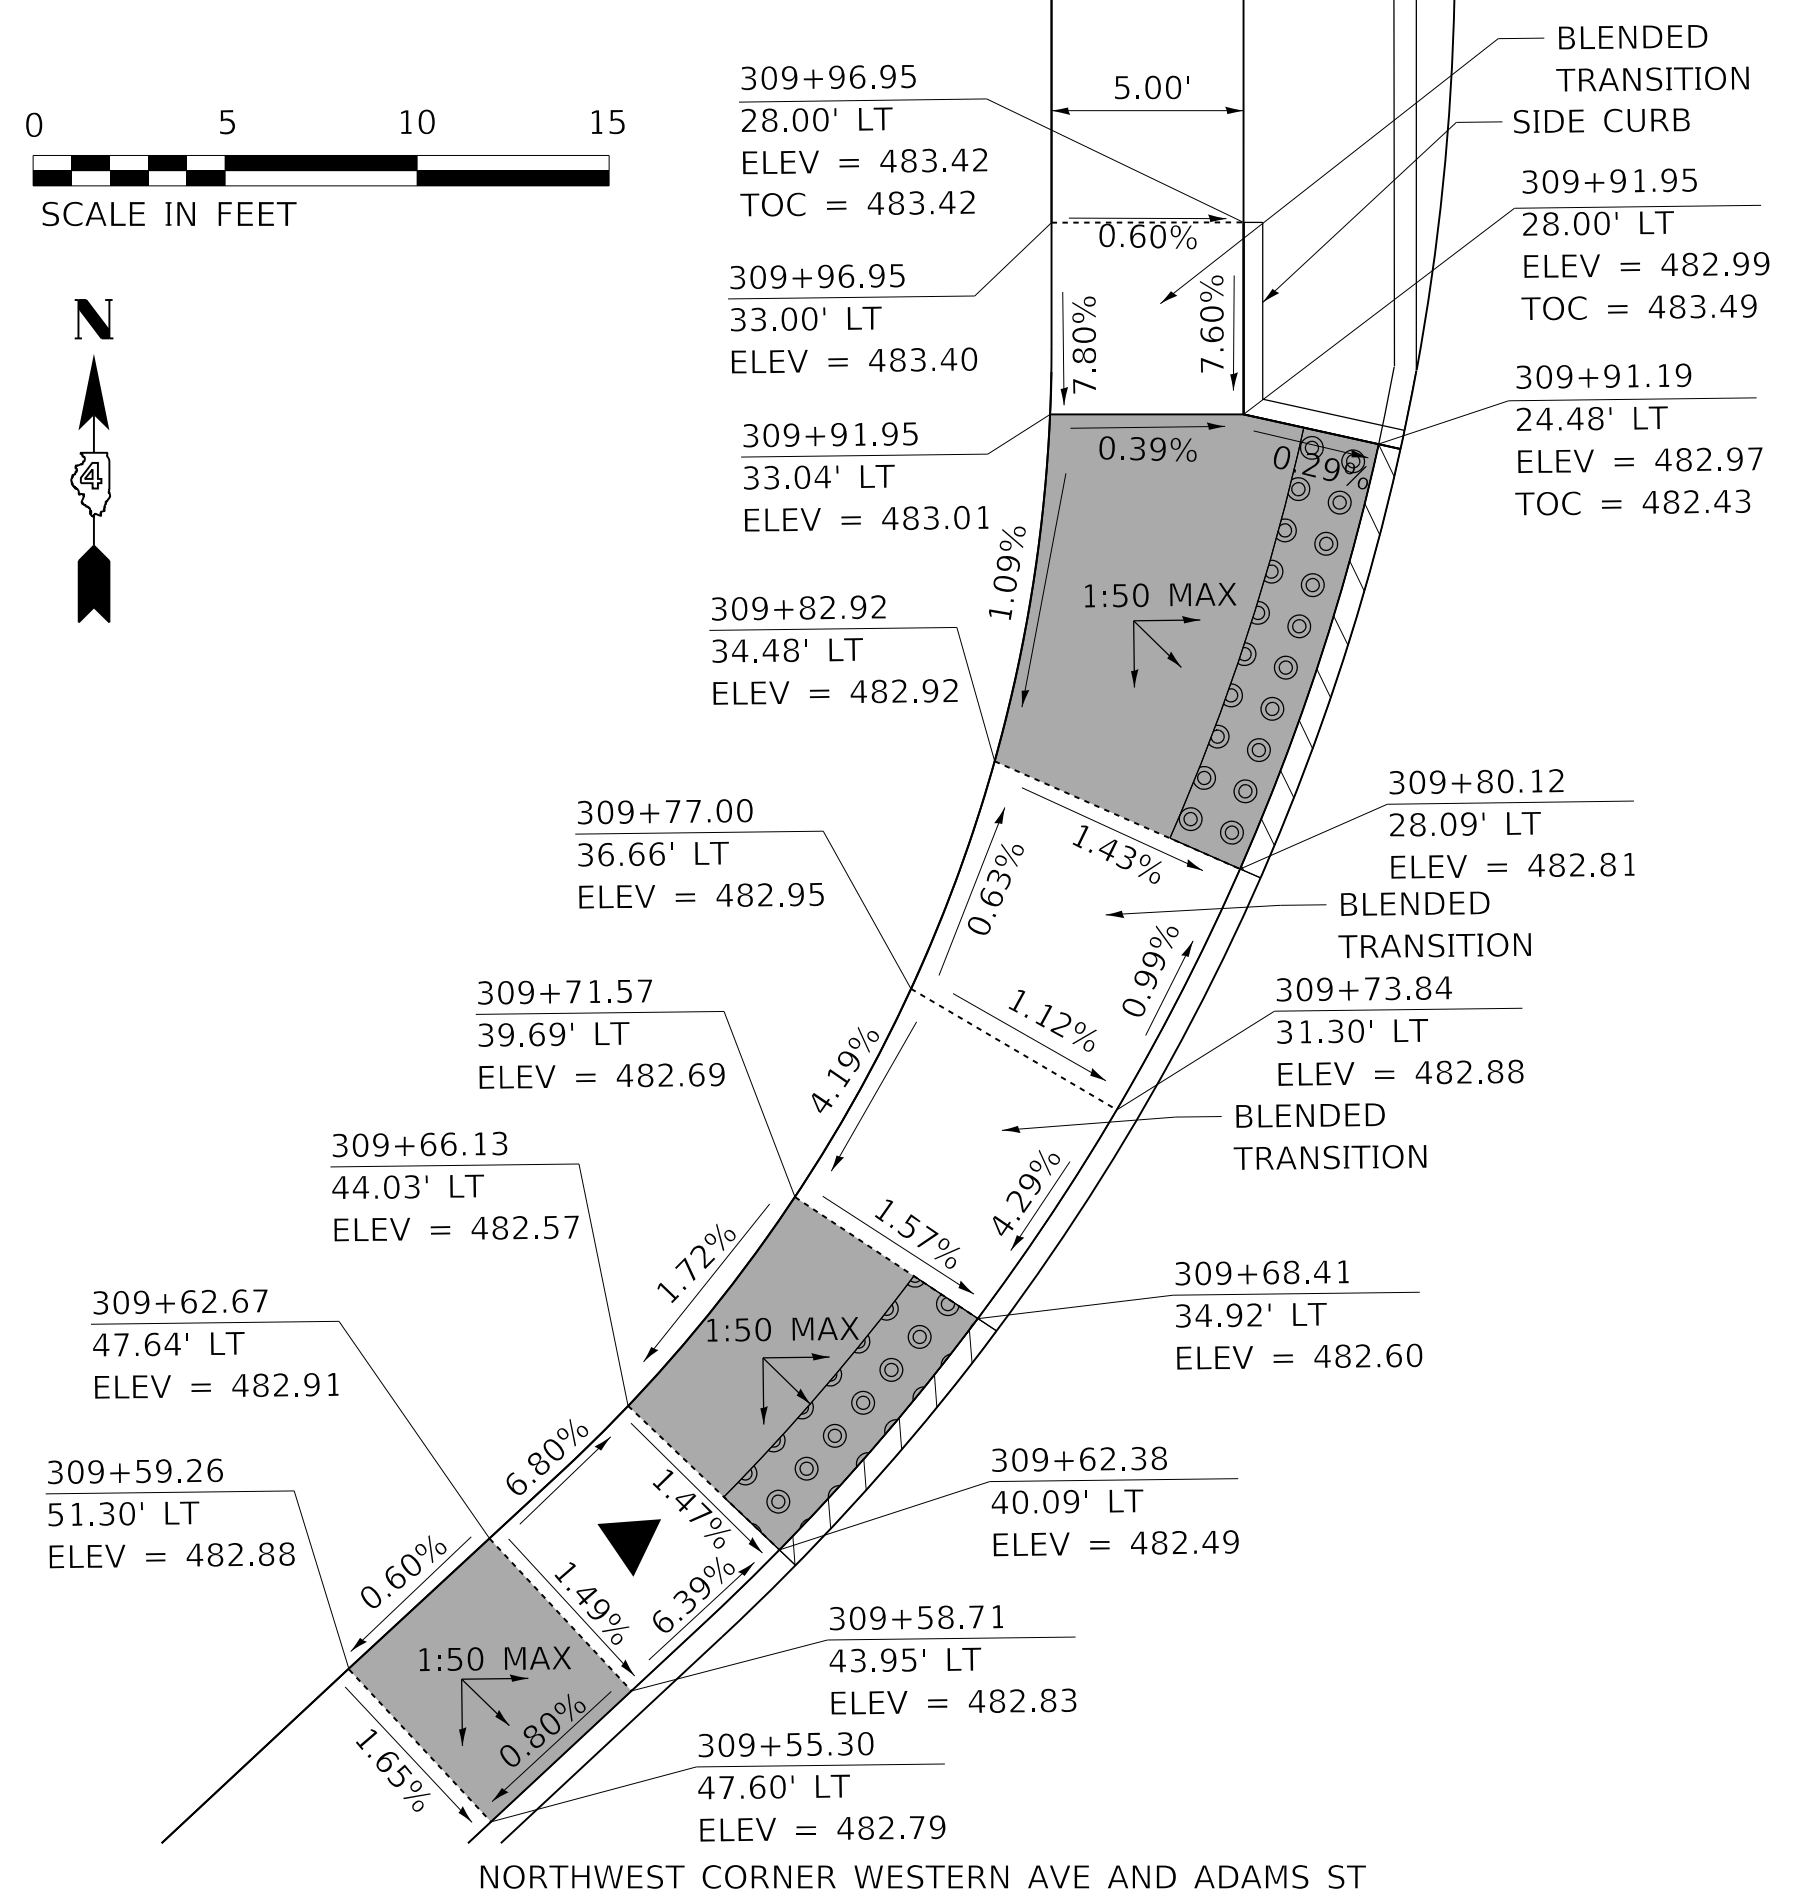 0 5 10 15
SCALE IN FEET
N
4
BLENDED
TRANSITION
SIDE CURB
309+96.95
28.00' LT
ELEV = 483.42
TOC = 483.42
5.00'
309+91.95
28.00' LT
ELEV = 482.99
TOC = 483.49
0.60%
309+96.95
33.00' LT
ELEV = 483.40
7.80%
7.60%
309+91.19
24.48' LT
ELEV = 482.97
TOC = 482.43
309+91.95
33.04' LT
ELEV = 483.01
0.39%
0.29%
1.09%
1:50 MAX
309+82.92
34.48' LT
ELEV = 482.92
309+80.12
28.09' LT
ELEV = 482.81
1.43%
309+77.00
36.66' LT
ELEV = 482.95
0.63%
BLENDED
TRANSITION
0.99%
1.12%
309+73.84
31.30' LT
ELEV = 482.88
309+71.57
39.69' LT
ELEV = 482.69
4.19%
BLENDED
TRANSITION
4.29%
1.57%
309+66.13
44.03' LT
ELEV = 482.57
1.72%
1:50 MAX
309+68.41
34.92' LT
ELEV = 482.60
309+62.67
47.64' LT
ELEV = 482.91
6.80%
1.47%
309+62.38
40.09' LT
ELEV = 482.49
309+59.26
51.30' LT
ELEV = 482.88
0.60%
1.49%
6.39%
309+58.71
43.95' LT
ELEV = 482.83
1:50 MAX
0.80%
1.65%
309+55.30
47.60' LT
ELEV = 482.79
NORTHWEST CORNER WESTERN AVE AND ADAMS ST